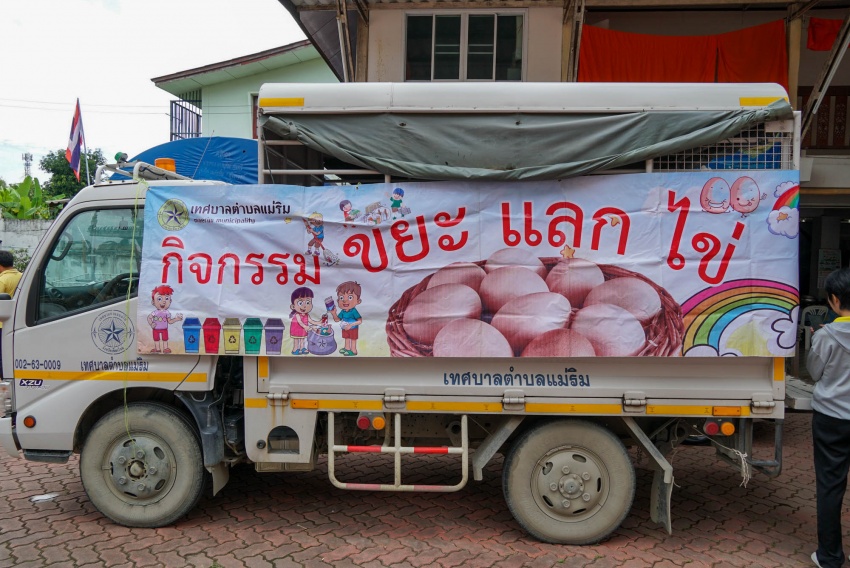 เทศบาลตำบลแม่ริม
กิจกรรม ขยะ แลก ไข่
002-63-0009
เทศบาลตำบลแม่ริม
XZU
เทศบาลตำบลแม่ริม